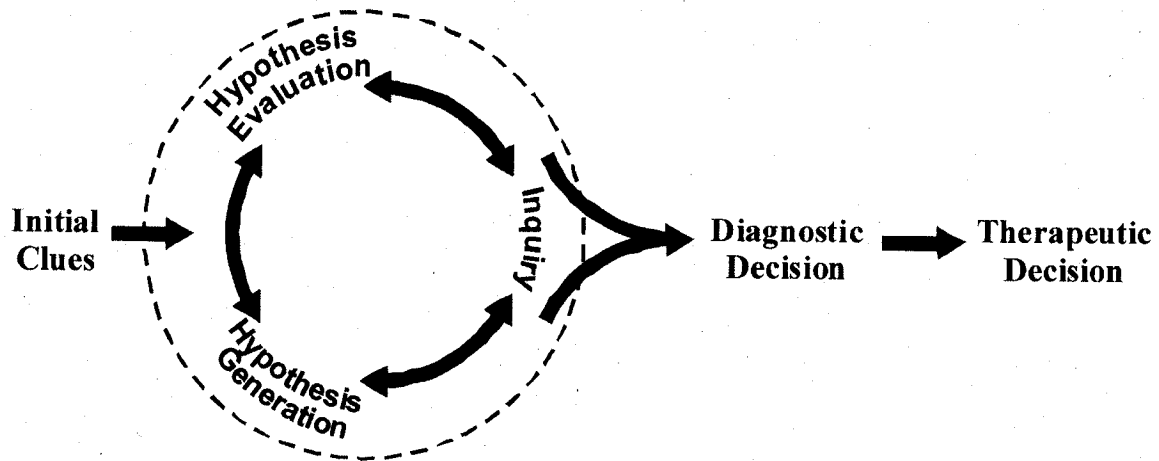 Hypothesis
Evaluation
Initial
Clues
Inquiry
Diagnostic
Decision
Therapeutic
Decision
Hypothesis
Generation